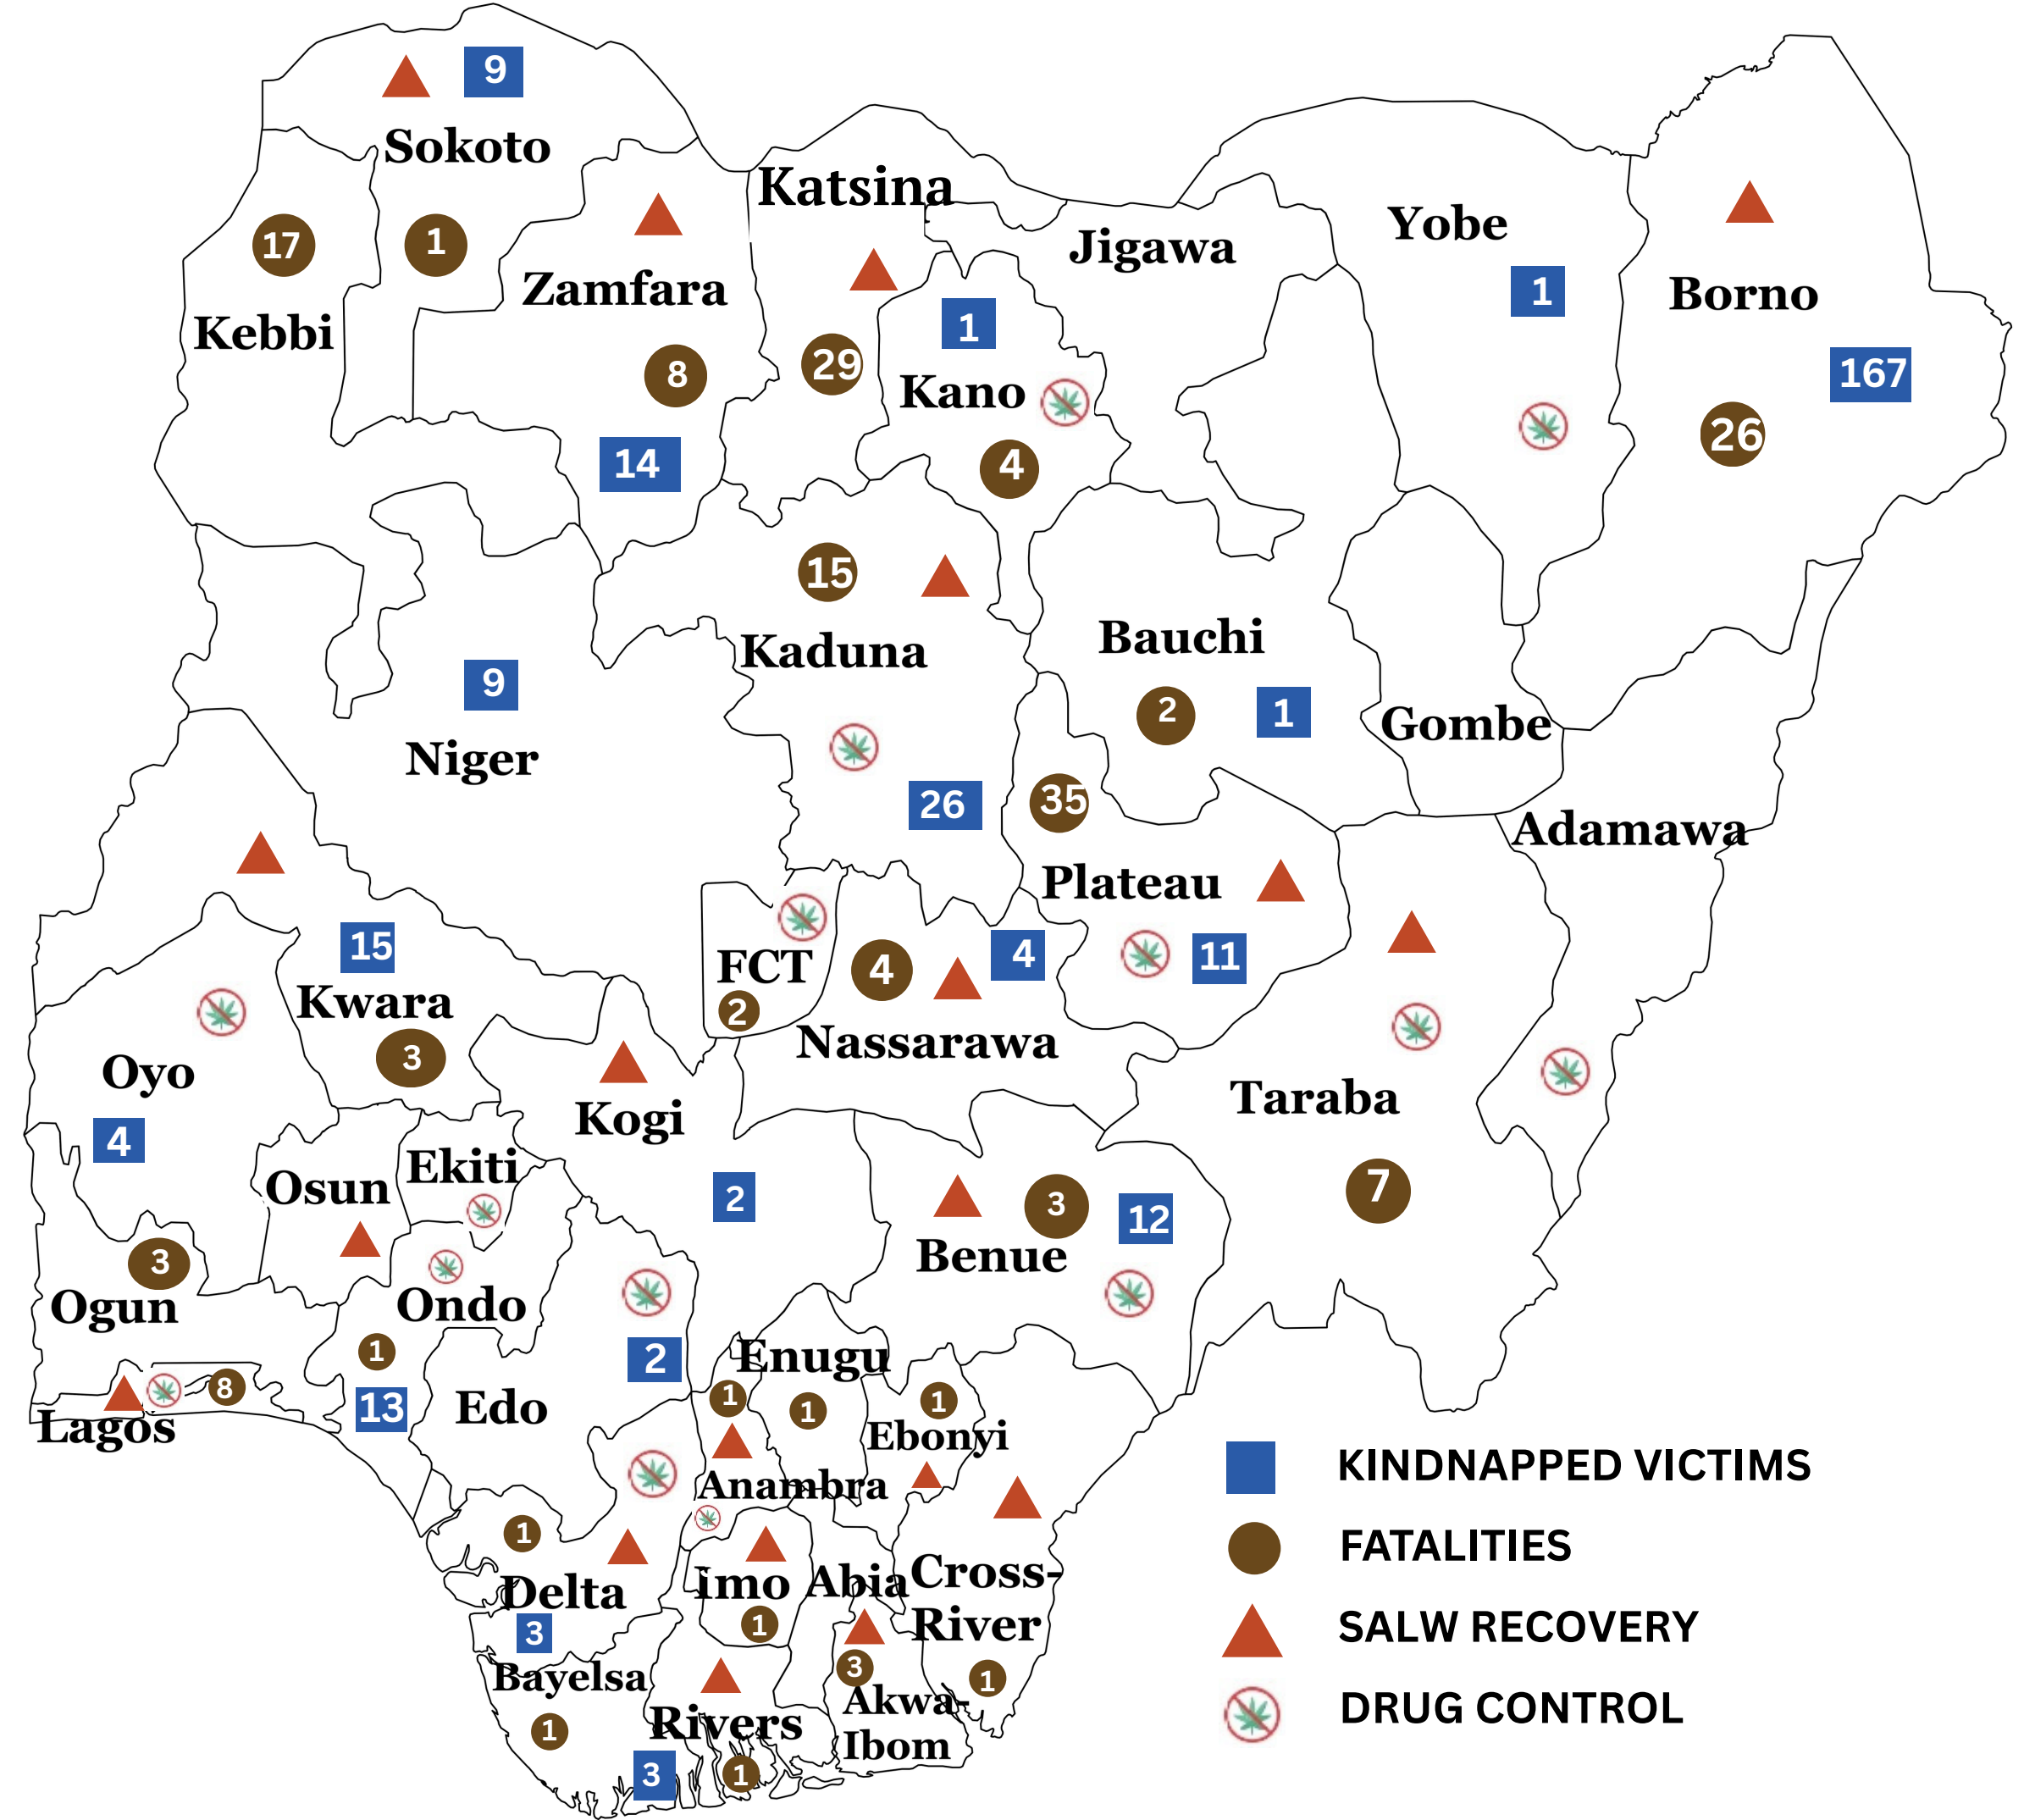 9
Sokoto
Katsina
17
1
Yobe
Jigawa
Zamfara
1
Borno
Kebbi
1
29
8
Kano
167
4
26
14
15
Kaduna
Bauchi
9
2
1
Gombe
Niger
26
35
Adamawa
Plateau
15
FCT
4
4
11
Kwara
2
Nassarawa
3
Oyo
Kogi
Taraba
4
Ekiti
Osun
2
3
12
7
3
Benue
Ogun
Ondo
1
2
Enugu
8
13
1
1
1
Lagos
Edo
Ebonyi
Anambra
1
Delta
Imo
Abia
Cross-
River
3
1
Bayelsa
3
1
Akwa-
Ibom
1
Rivers
3
1
KINDNAPPED VICTIMS
FATALITIES
SALW RECOVERY
DRUG CONTROL